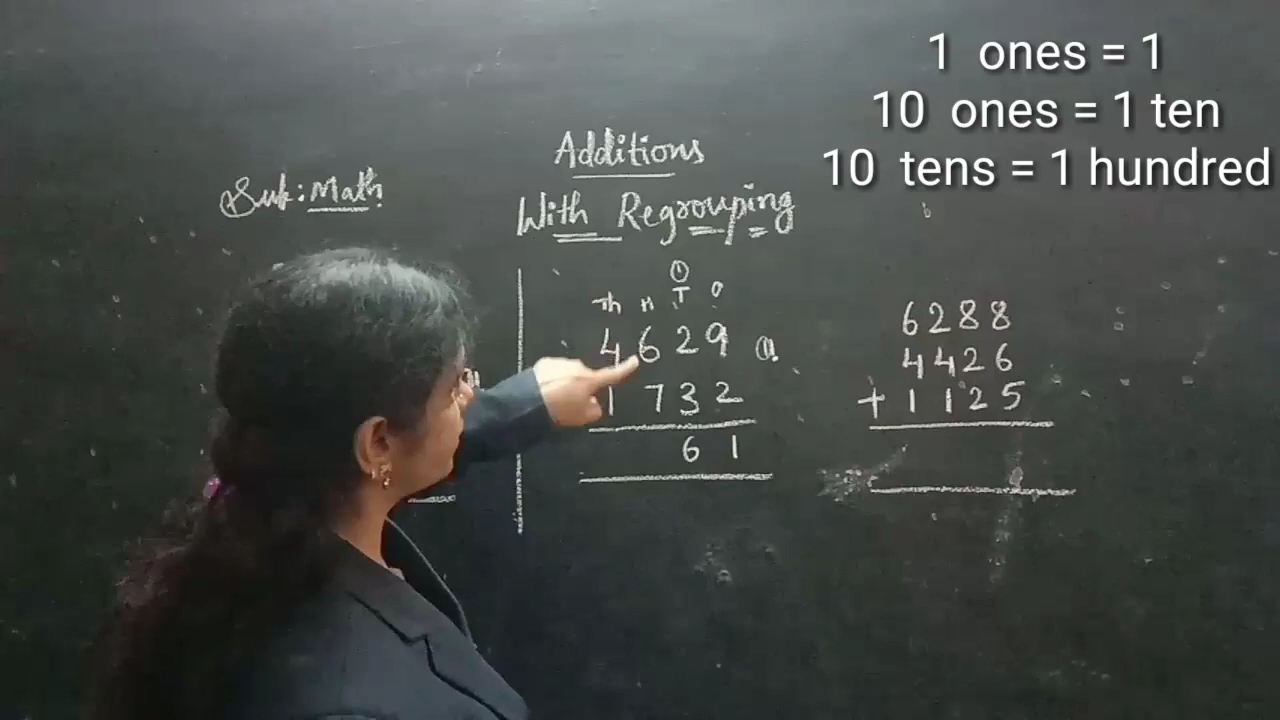 1 ones = 1
10 ones = 1 ten
10 tens = 1 hundred
Sub: Math
Additions
With Regrouping
1
Th H T O
4629
1732
61
6288
4426
+ 1125